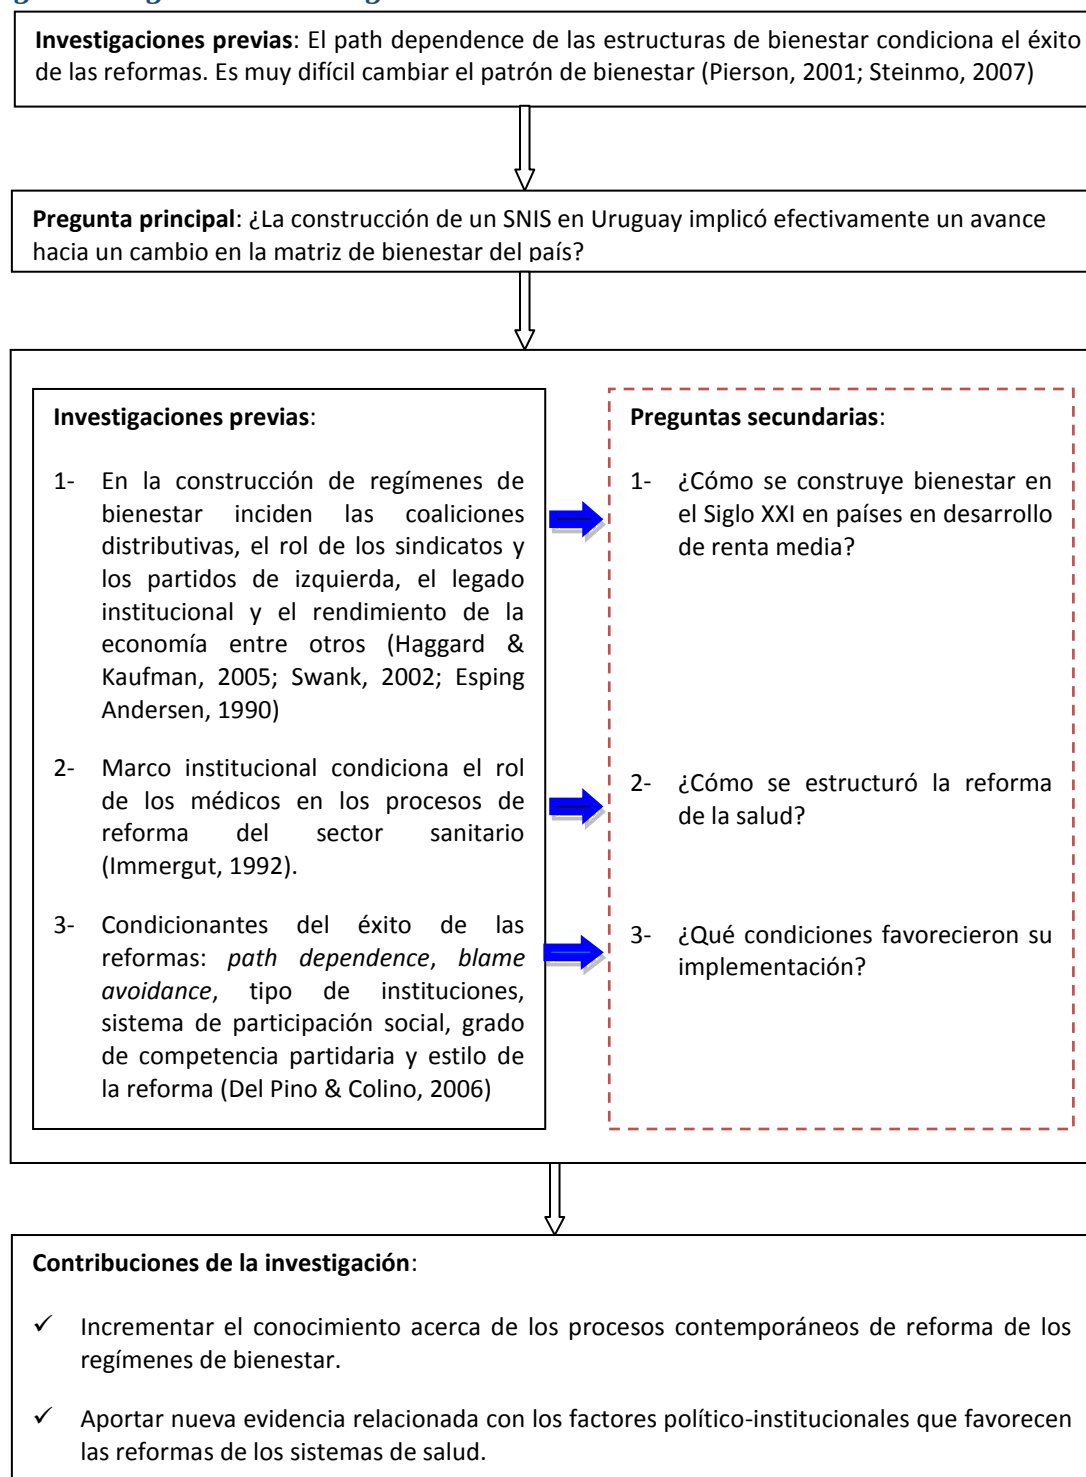 Investigaciones previas: El path dependence de las estructuras de bienestar condiciona el éxito
de las reformas. Es muy difícil cambiar el patrón de bienestar (Pierson, 2001; Steinmo, 2007)
Pregunta principal: ¿La construcción de un SNIS en Uruguay implicó efectivamente un avance
hacia un cambio en la matriz de bienestar del país?
Investigaciones previas:
1- En la construcción de regímenes de
bienestar inciden las coaliciones
distributivas, el rol de los sindicatos y
los partidos de izquierda, el legado
institucional y el rendimiento de la
economía entre otros (Haggard &
Kaufman, 2005; Swank, 2002; Esping
Andersen, 1990)
2- Marco institucional condiciona el rol
de los médicos en los procesos de
reforma del sector sanitario
(Immergut, 1992).
3- Condicionantes del éxito de las
reformas: path dependence, blame
avoidance, tipo de instituciones,
sistema de participación social, grado
de competencia partidaria y estilo de
la reforma (Del Pino & Colino, 2006)
Preguntas secundarias:
1- ¿Cómo se construye bienestar en
el Siglo XXI en países en desarrollo
de renta media?
2- ¿Cómo se estructuró la reforma
de la salud?
3- ¿Qué condiciones favorecieron su
implementación?
Contribuciones de la investigación:
✓ Incrementar el conocimiento acerca de los procesos contemporáneos de reforma de los
regímenes de bienestar.
✓ Aportar nueva evidencia relacionada con los factores político-institucionales que favorecen
las reformas de los sistemas de salud.